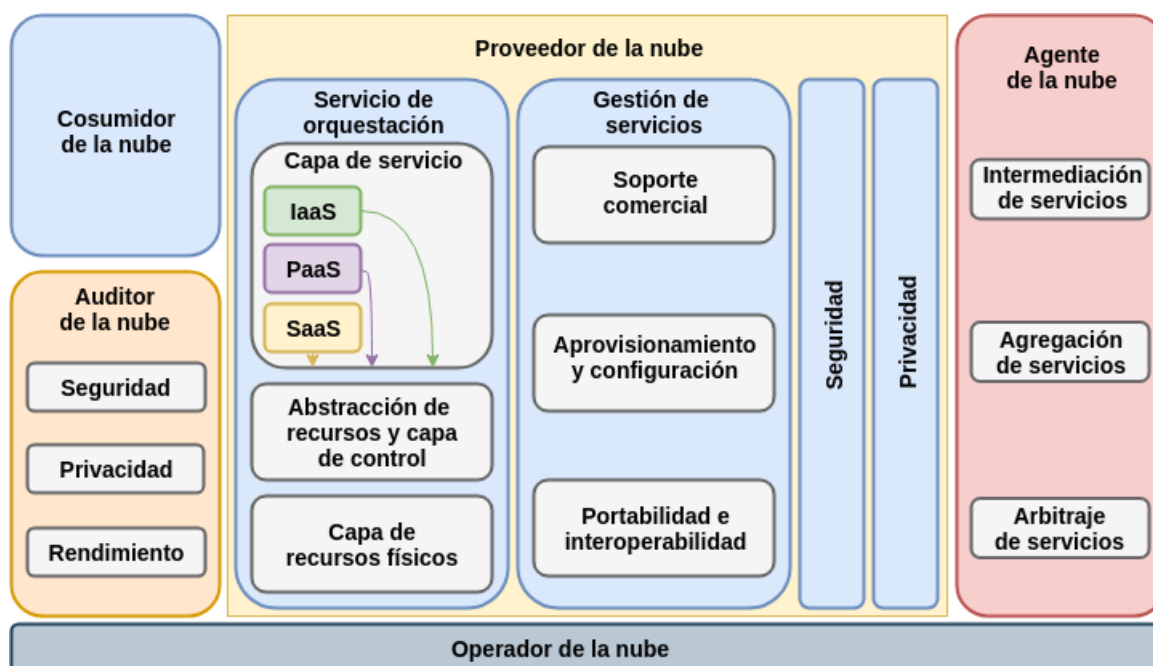 Cosumidor
de la nube
Auditor
de la nube
Seguridad
Privacidad
Rendimiento
Proveedor de la nube
Servicio de
orquestación
Capa de servicio
IaaS
PaaS
SaaS
Abstracción de
recursos y capa
de control
Capa de
recursos físicos
Gestión de
servicios
Soporte
comercial
Aprovisionamiento
y configuración
Portabilidad e
interoperabilidad
Seguridad
Privacidad
Agente
de la nube
Intermediación
de servicios
Agregación
de servicios
Arbitraje
de servicios
Operador de la nube